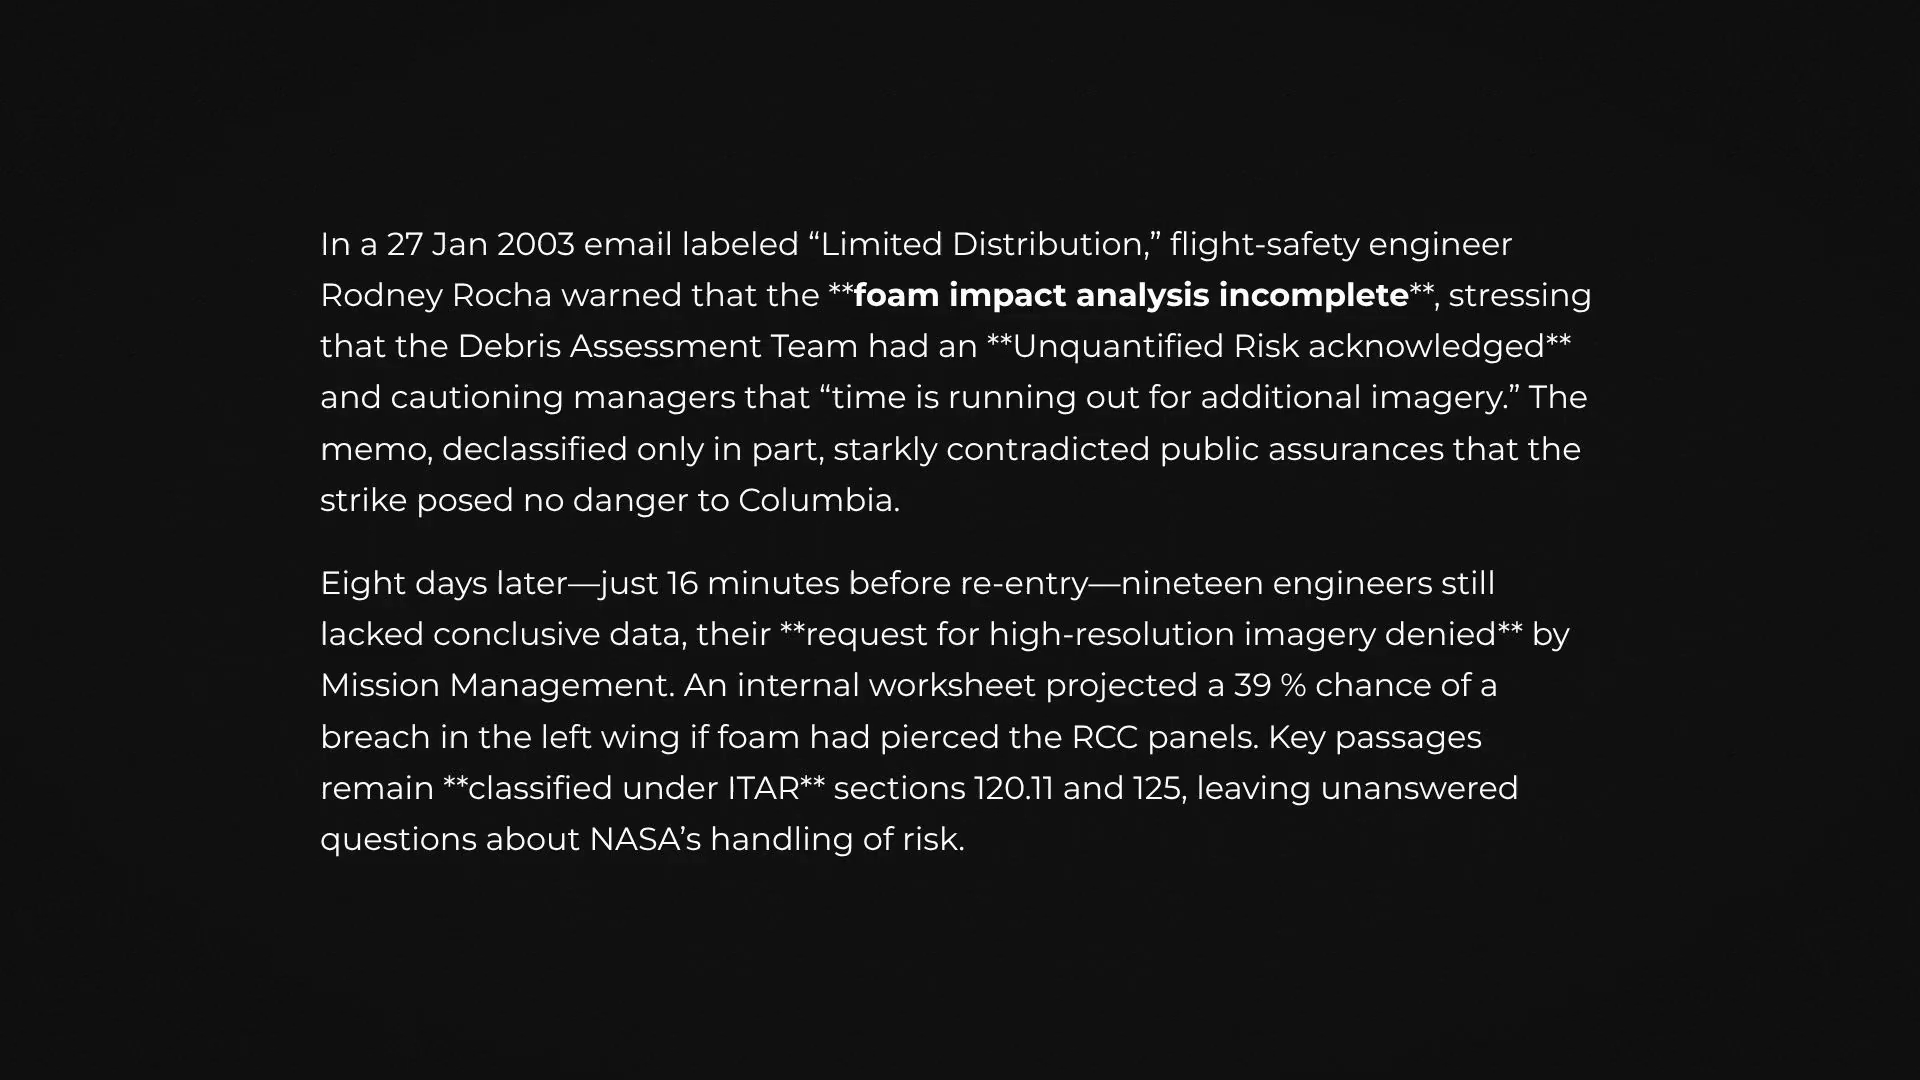 In a 27 Jan 2003 email labeled “Limited Distribution,” flight-safety engineer
Rodney Rocha warned that the **foam impact analysis incomplete**, stressing
that the Debris Assessment Team had an **Unquantified Risk acknowledged**
and cautioning managers that “time is running out for additional imagery.” The
memo, declassified only in part, starkly contradicted public assurances that the
strike posed no danger to Columbia.
Eight days later—just 16 minutes before re-entry—nineteen engineers still
lacked conclusive data, their **request for high-resolution imagery denied** by
Mission Management. An internal worksheet projected a 39 % chance of a
breach in the left wing if foam had pierced the RCC panels. Key passages
remain **classified under ITAR** sections 120.11 and 125, leaving unanswered
questions about NASA’s handling of risk.